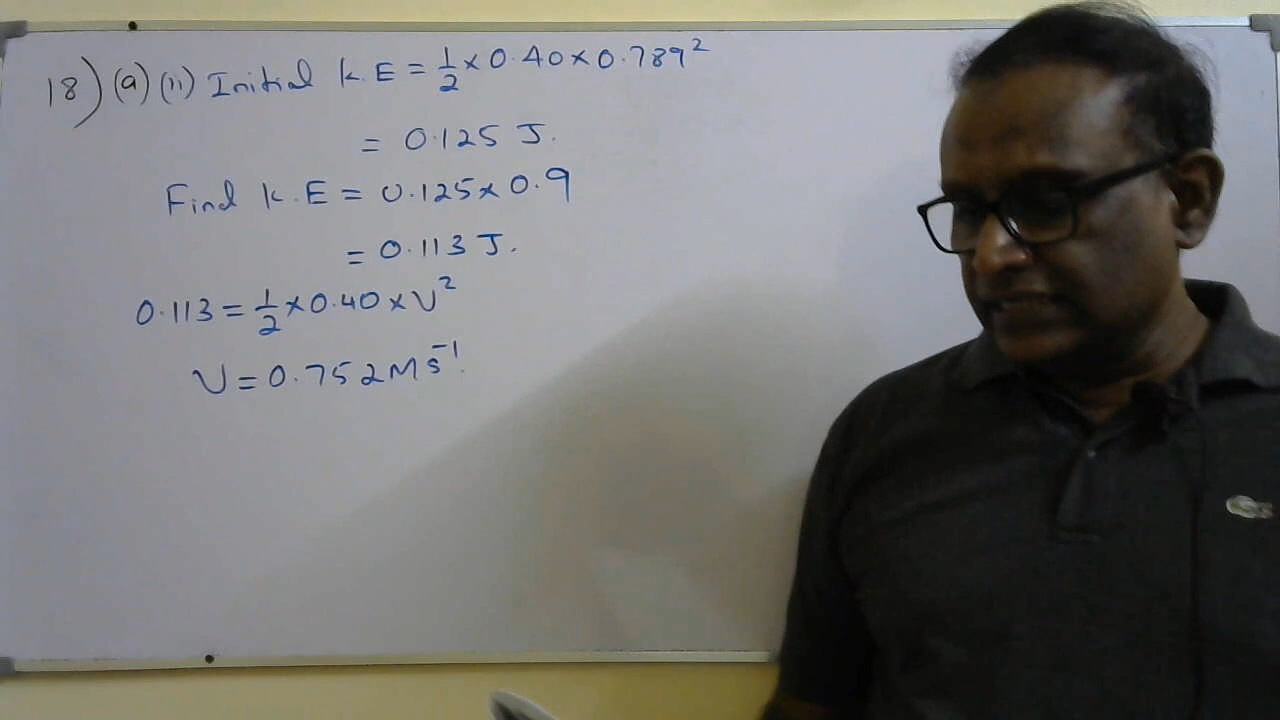 18) (a) (ii) Initial K.E = 1/2 × 0.40 × 0.789²
= 0.125 J.
Find K.E = 0.125 × 0.9
= 0.113 J.
0.113 = 1/2 × 0.40 × V²
V = 0.752 M s⁻¹.